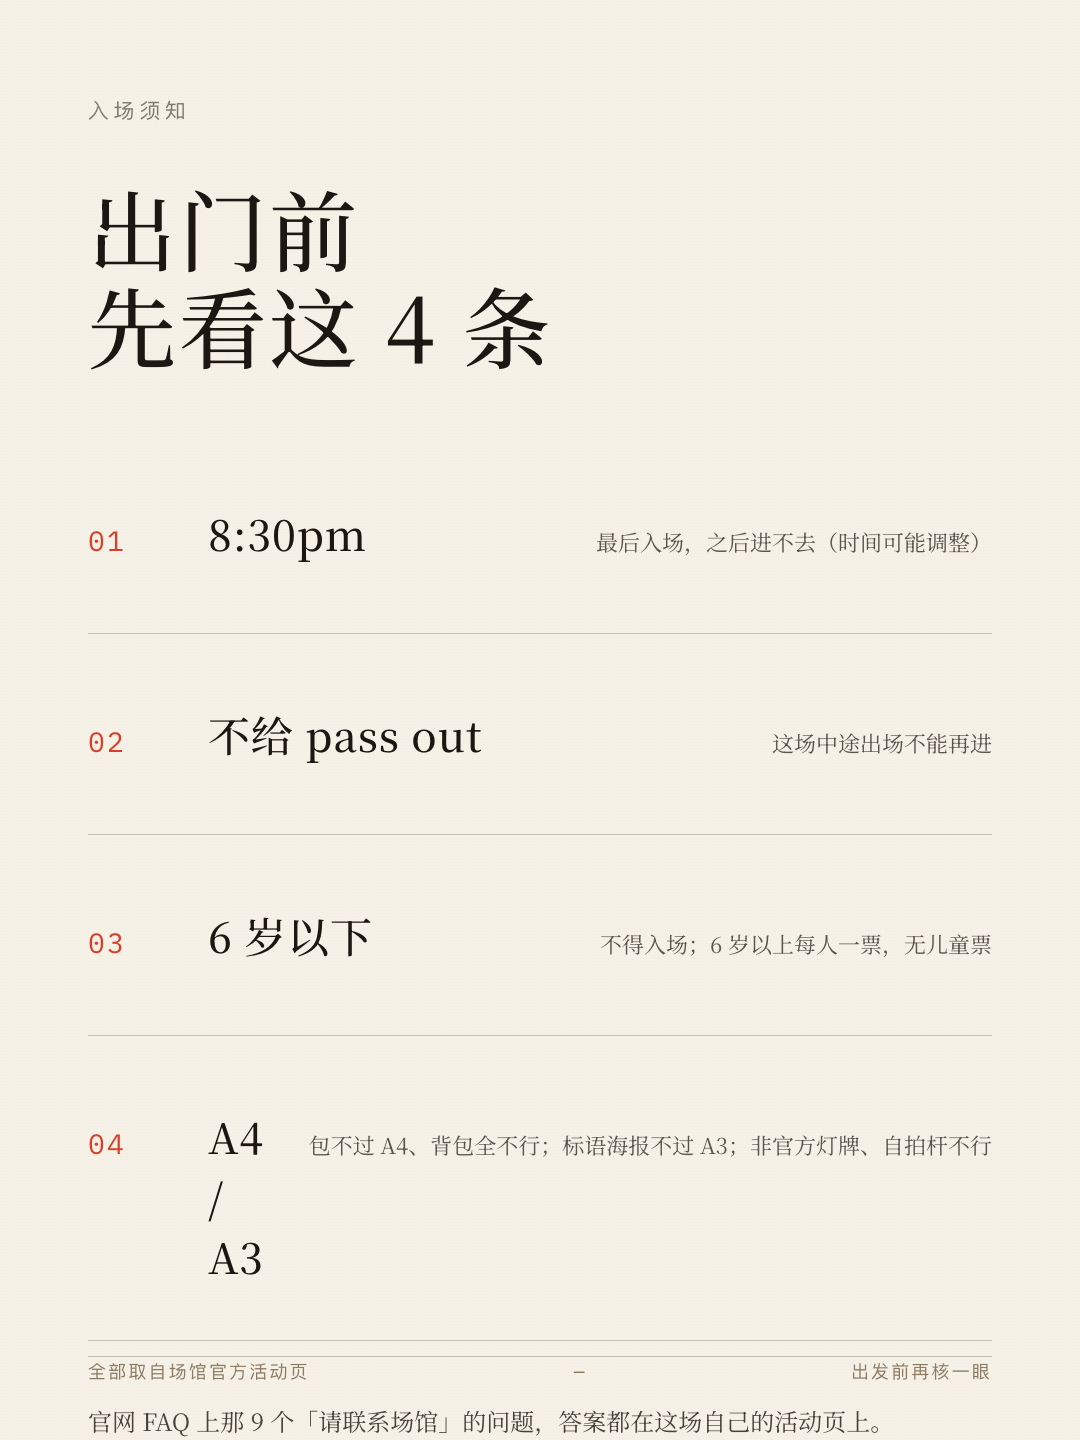 入场须知
出门前
先看这 4 条
01 8:30pm 最后入场，之后进不去（时间可能调整）
02 不给 pass out 这场中途出场不能再进
03 6 岁以下 不得入场；6 岁以上每人一票，无儿童票
04 A4 包不过 A4、背包全不行；标语海报不过 A3；非官方灯牌、自拍杆不行
/
A3
全部取自场馆官方活动页 — 出发前再核一眼
官网 FAQ 上那 9 个「请联系场馆」的问题，答案都在这场自己的活动页上。